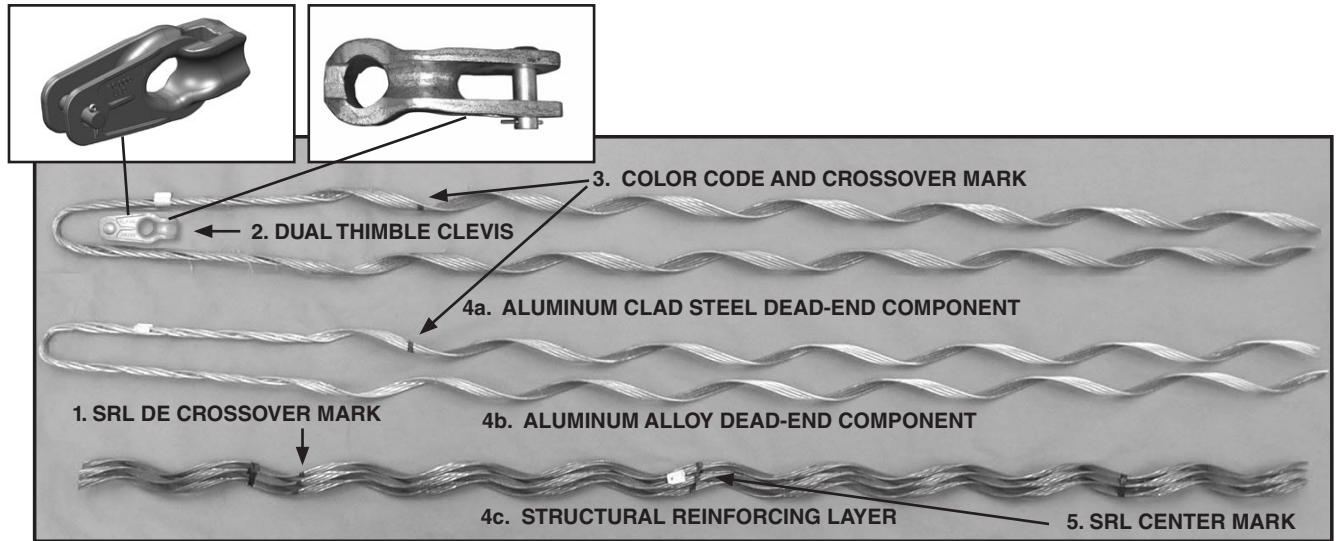 3. COLOR CODE AND CROSSOVER MARK
2. DUAL THIMBLE CLEVIS
4a. ALUMINUM CLAD STEEL DEAD-END COMPONENT
1. SRL DE CROSSOVER MARK
4b. ALUMINUM ALLOY DEAD-END COMPONENT
4c. STRUCTURAL REINFORCING LAYER
5. SRL CENTER MARK